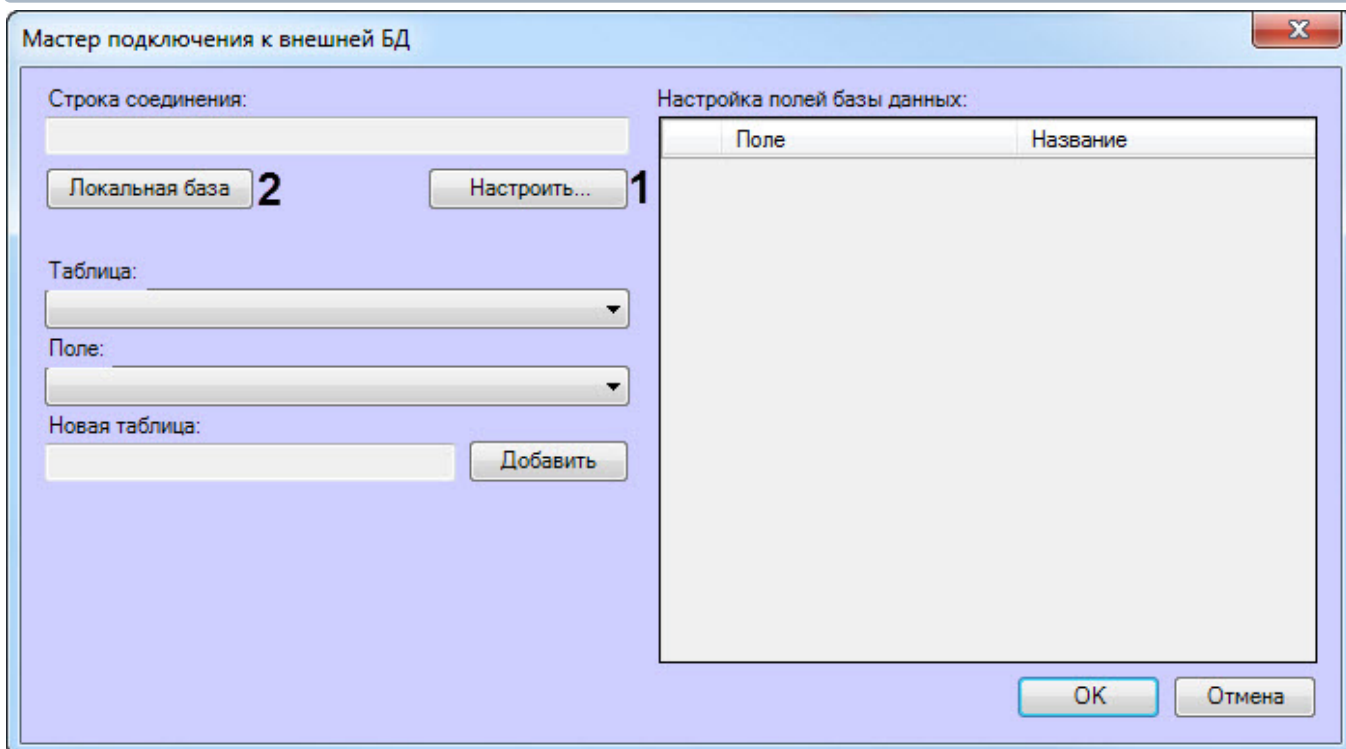 Мастер подключения к внешней БД
Строка соединения:
Локальная база 2
Настроить... 1
Таблица:
Поле:
Новая таблица:
Добавить
Настройка полей базы данных:
Поле Название
OK Отмена